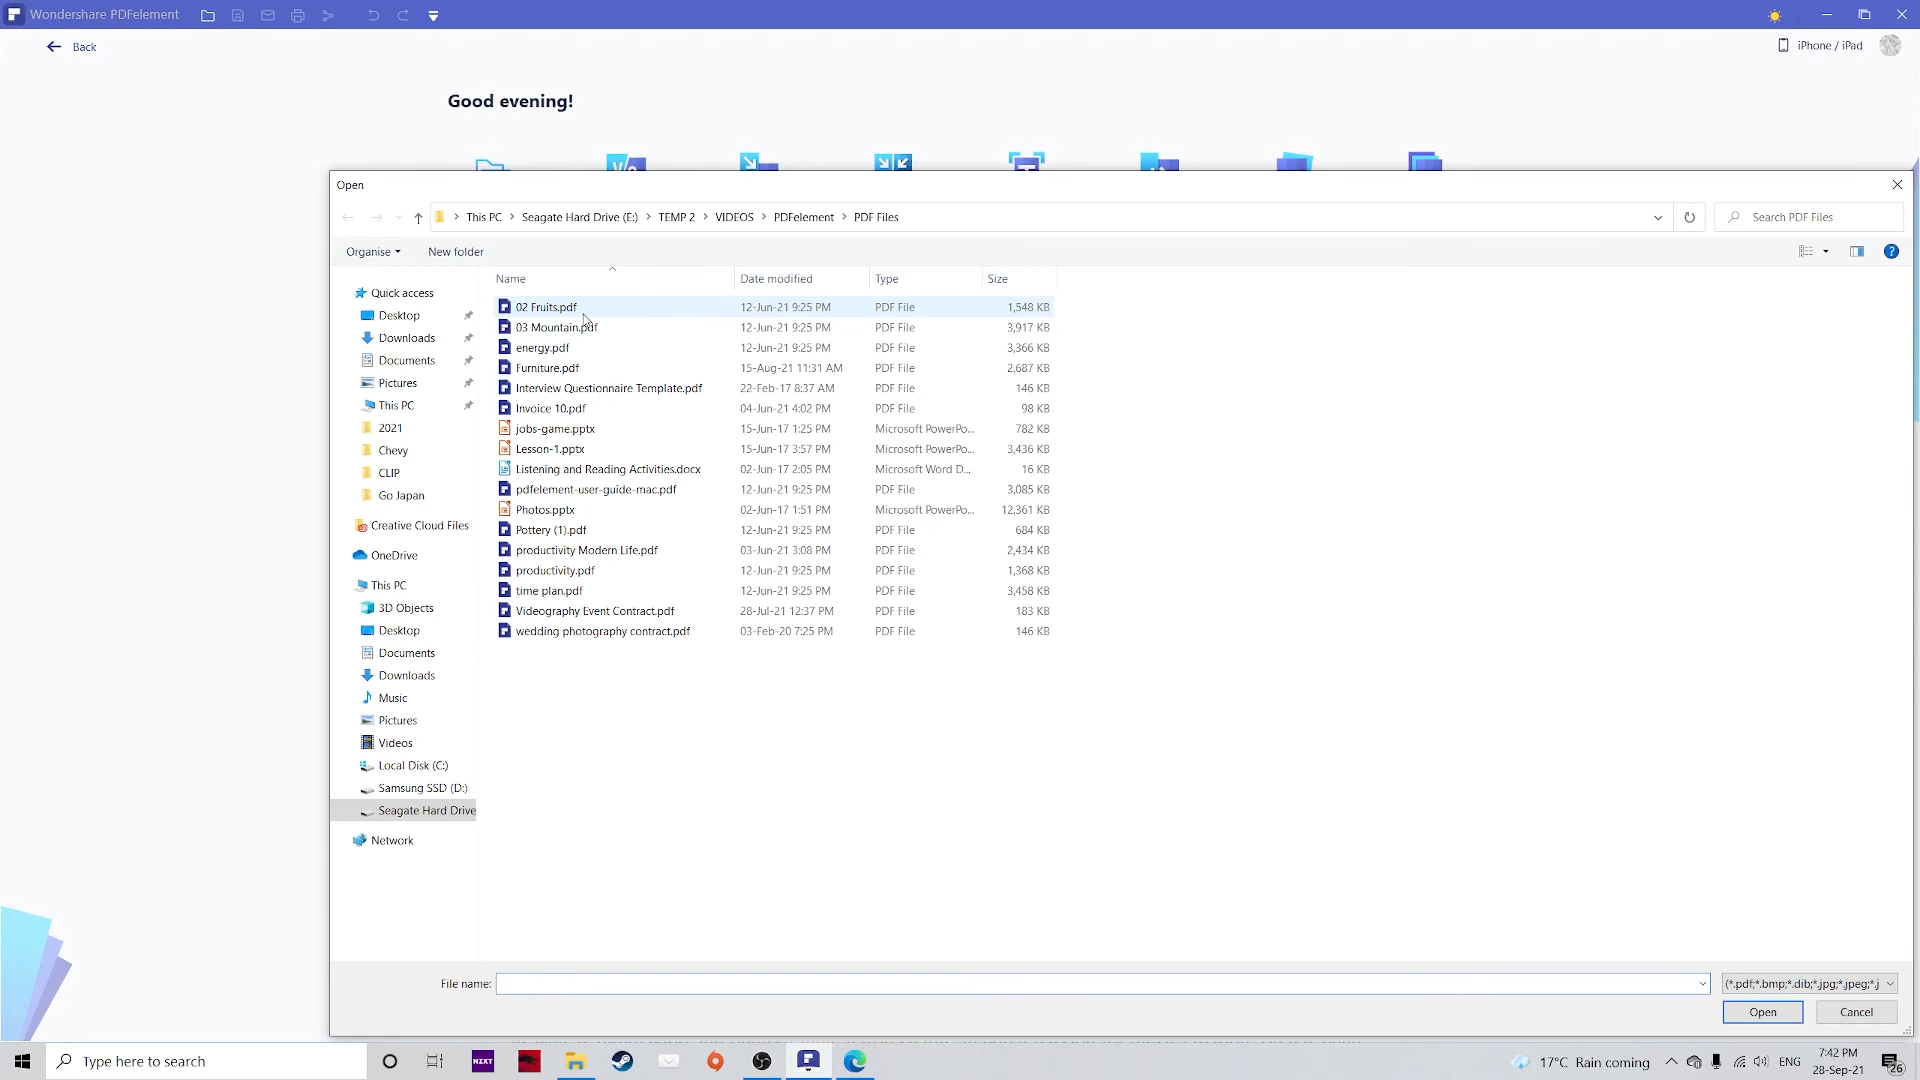 Wondershare PDFelement
Back
iPhone / iPad
Good evening!
Open
This PC > Seagate Hard Drive (E:) > TEMP 2 > VIDEOS > PDFelement > PDF Files
Search PDF Files
Organise
New folder
Name Date modified Type Size
Quick access
Desktop
Downloads
Documents
Pictures
This PC
2021
Chevy
CLIP
Go Japan
Creative Cloud Files
OneDrive
This PC
3D Objects
Desktop
Documents
Downloads
Music
Pictures
Videos
Local Disk (C:)
Samsung SSD (D:)
Seagate Hard Drive
Network
02 Fruits.pdf 12-Jun-21 9:25 PM PDF File 1,548 KB
03 Mountain.pdf 12-Jun-21 9:25 PM PDF File 3,917 KB
energy.pdf 12-Jun-21 9:25 PM PDF File 3,366 KB
Furniture.pdf 15-Aug-21 11:31 AM PDF File 2,687 KB
Interview Questionnaire Template.pdf 22-Feb-17 8:37 AM PDF File 146 KB
Invoice 10.pdf 04-Jun-21 4:02 PM PDF File 98 KB
jobs-game.pptx 15-Jun-17 1:25 PM Microsoft PowerPo... 782 KB
Lesson-1.pptx 15-Jun-17 3:57 PM Microsoft PowerPo... 3,436 KB
Listening and Reading Activities.docx 02-Jun-17 2:05 PM Microsoft Word D... 16 KB
pdfelement-user-guide-mac.pdf 12-Jun-21 9:25 PM PDF File 3,085 KB
Photos.pptx 02-Jun-17 1:51 PM Microsoft PowerPo... 12,361 KB
Pottery (1).pdf 12-Jun-21 9:25 PM PDF File 684 KB
productivity Modern Life.pdf 03-Jun-21 3:08 PM PDF File 2,434 KB
productivity.pdf 12-Jun-21 9:25 PM PDF File 1,368 KB
time plan.pdf 12-Jun-21 9:25 PM PDF File 3,458 KB
Videography Event Contract.pdf 28-Jul-21 12:37 PM PDF File 183 KB
wedding photography contract.pdf 03-Feb-20 7:25 PM PDF File 146 KB
File name:
(*.pdf;*.bmp;*.dib;*.jpg;*.jpeg;*.j
Open
Cancel
Type here to search
NZXT
17°C Rain coming
ENG
7:42 PM
28-Sep-21
26